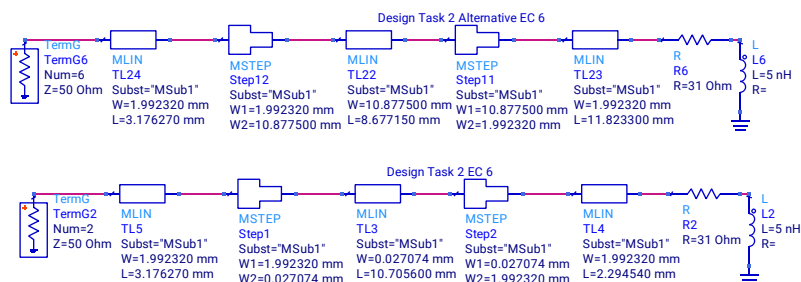 Design Task 2 Alternative EC 6
TermG
TermG6
Num=6
Z=50 Ohm
MLIN
TL24
Subst="MSub1"
W=1.992320 mm
L=3.176270 mm
MSTEP
Step12
Subst="MSub1"
W1=1.992320 mm
W2=10.877500 mm
MLIN
TL22
Subst="MSub1"
W=10.877500 mm
L=8.677150 mm
MSTEP
Step11
Subst="MSub1"
W1=10.877500 mm
W2=1.992320 mm
MLIN
TL23
Subst="MSub1"
W=1.992320 mm
L=11.823300 mm
R
R6
R=31 Ohm
L
L6
L=5 nH
R=
Design Task 2 EC 6
TermG
TermG2
Num=2
Z=50 Ohm
MLIN
TL5
Subst="MSub1"
W=1.992320 mm
L=3.176270 mm
MSTEP
Step1
Subst="MSub1"
W1=1.992320 mm
W2=0.027074 mm
MLIN
TL3
Subst="MSub1"
W=0.027074 mm
L=10.705600 mm
MSTEP
Step2
Subst="MSub1"
W1=0.027074 mm
W2=1.992320 mm
MLIN
TL4
Subst="MSub1"
W=1.992320 mm
L=2.294540 mm
R
R2
R=31 Ohm
L
L2
L=5 nH
R=